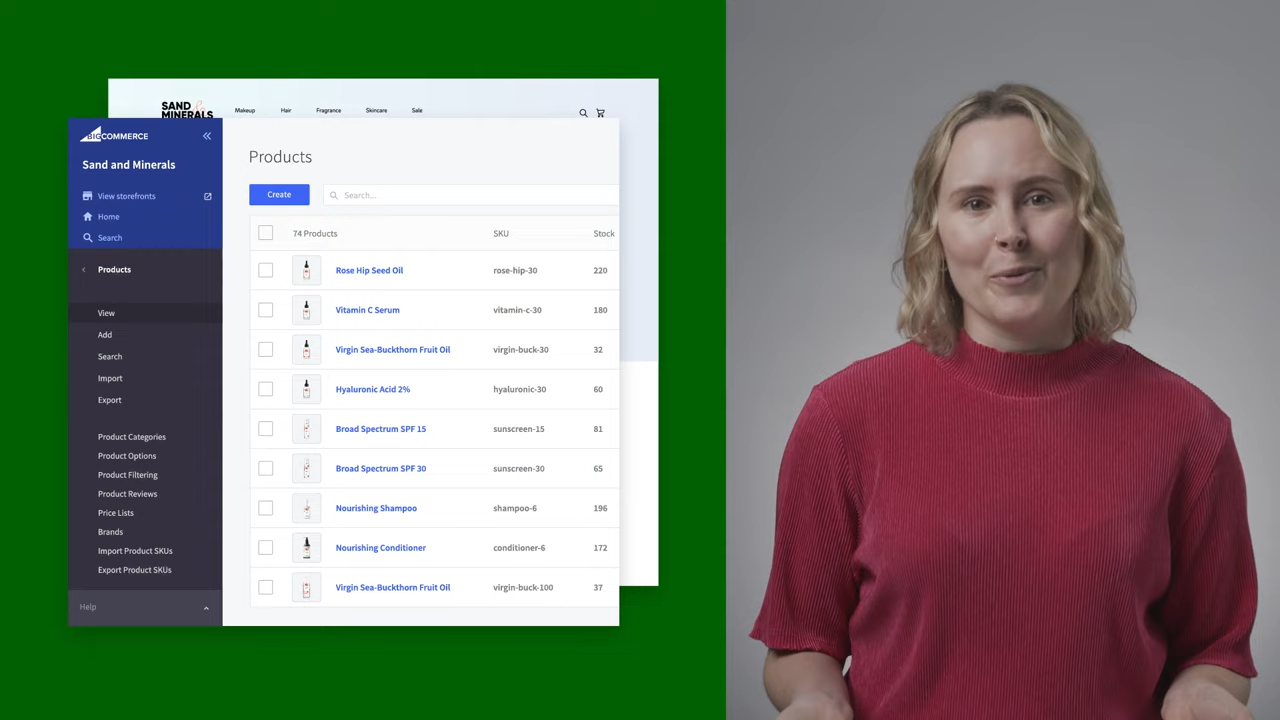 SAND &
MINERALS
Makeup Hair Fragrance Skincare Sale
BIGCOMMERCE
Sand and Minerals
View storefronts
Home
Search
Products
View
Add
Search
Import
Export
Product Categories
Product Options
Product Filtering
Product Reviews
Price Lists
Brands
Import Product SKUs
Export Product SKUs
Help
Products
Create Search...
74 Products SKU Stock
Rose Hip Seed Oil rose-hip-30 220
Vitamin C Serum vitamin-c-30 180
Virgin Sea-Buckthorn Fruit Oil virgin-buck-30 32
Hyaluronic Acid 2% hyaluronic-30 60
Broad Spectrum SPF 15 sunscreen-15 81
Broad Spectrum SPF 30 sunscreen-30 65
Nourishing Shampoo shampoo-6 196
Nourishing Conditioner conditioner-6 172
Virgin Sea-Buckthorn Fruit Oil virgin-buck-100 37